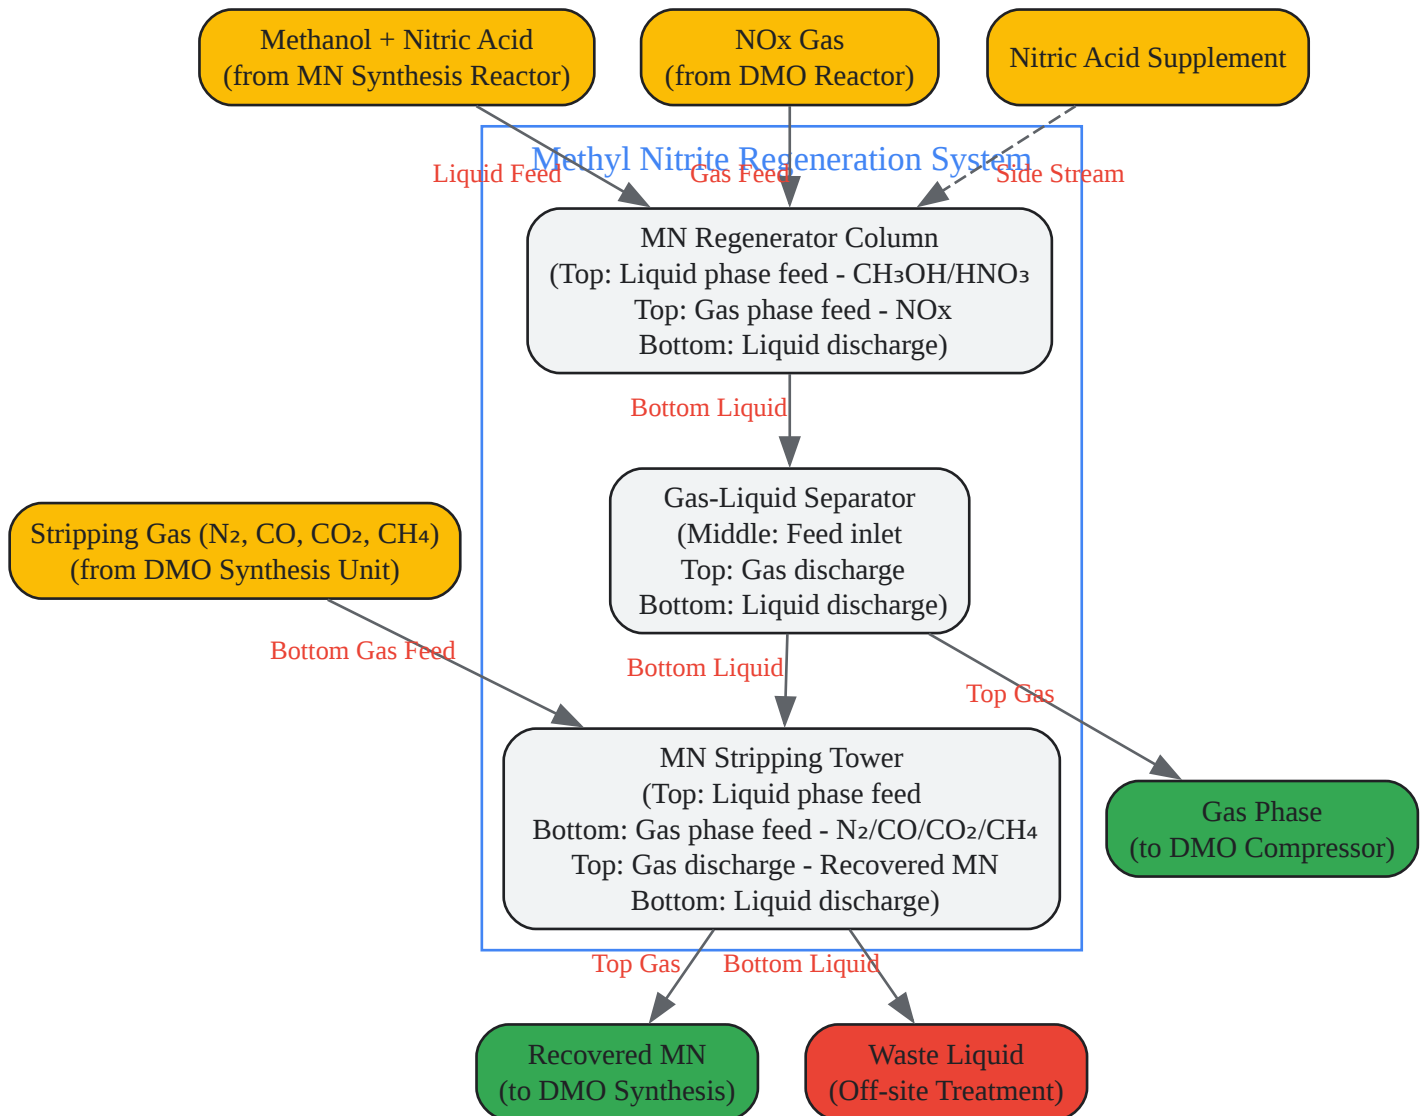 Methanol + Nitric Acid
(from MN Synthesis Reactor)
NOx Gas
(from DMO Reactor)
Nitric Acid Supplement
Methyl Nitrite Regeneration System
Liquid Feed
Gas Feed
Side Stream
MN Regenerator Column
(Top: Liquid phase feed - CH₃OH/HNO₃
Top: Gas phase feed - NOx
Bottom: Liquid discharge)
Bottom Liquid
Gas-Liquid Separator
(Middle: Feed inlet
Top: Gas discharge
Bottom: Liquid discharge)
Stripping Gas (N₂, CO, CO₂, CH₄)
(from DMO Synthesis Unit)
Bottom Gas Feed
Bottom Liquid
Top Gas
MN Stripping Tower
(Top: Liquid phase feed
Bottom: Gas phase feed - N₂/CO/CO₂/CH₄
Top: Gas discharge - Recovered MN
Bottom: Liquid discharge)
Gas Phase
(to DMO Compressor)
Top Gas
Bottom Liquid
Recovered MN
(to DMO Synthesis)
Waste Liquid
(Off-site Treatment)